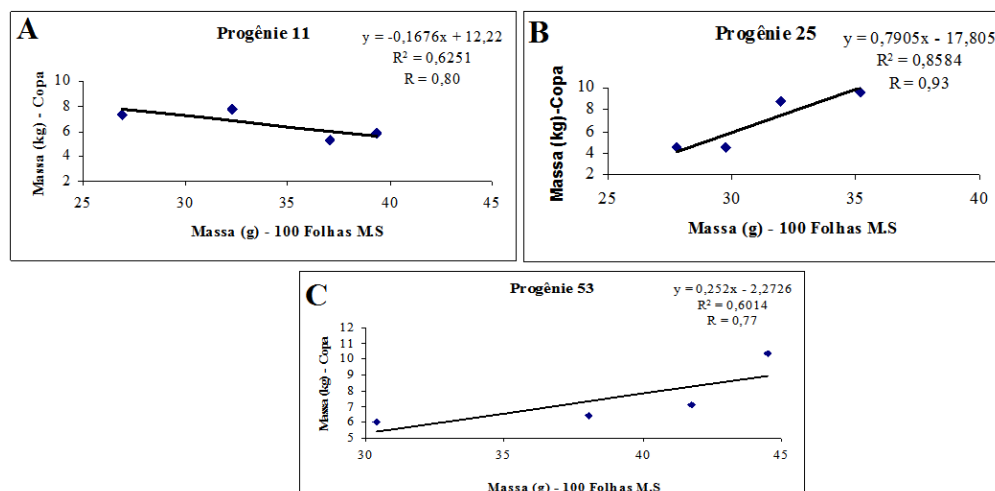 A
Progênie 11
y = -0,1676x + 12,22
R² = 0,6251
R = 0,80
Massa (kg) - Copa
10
8
6
4
2
25 30 35 40 45
Massa (g) - 100 Folhas M.S
B
Progênie 25
y = 0,7905x - 17,805
R² = 0,8584
R = 0,93
Massa (kg)-Copa
10
8
6
4
2
25 30 35 40
Massa (g) - 100 Folhas M.S
C
Progênie 53
y = 0,252x - 2,2726
R² = 0,6014
R = 0,77
Massa (kg) - Copa
12
11
10
9
8
7
6
5
30 35 40 45
Massa (g) - 100 Folhas M.S